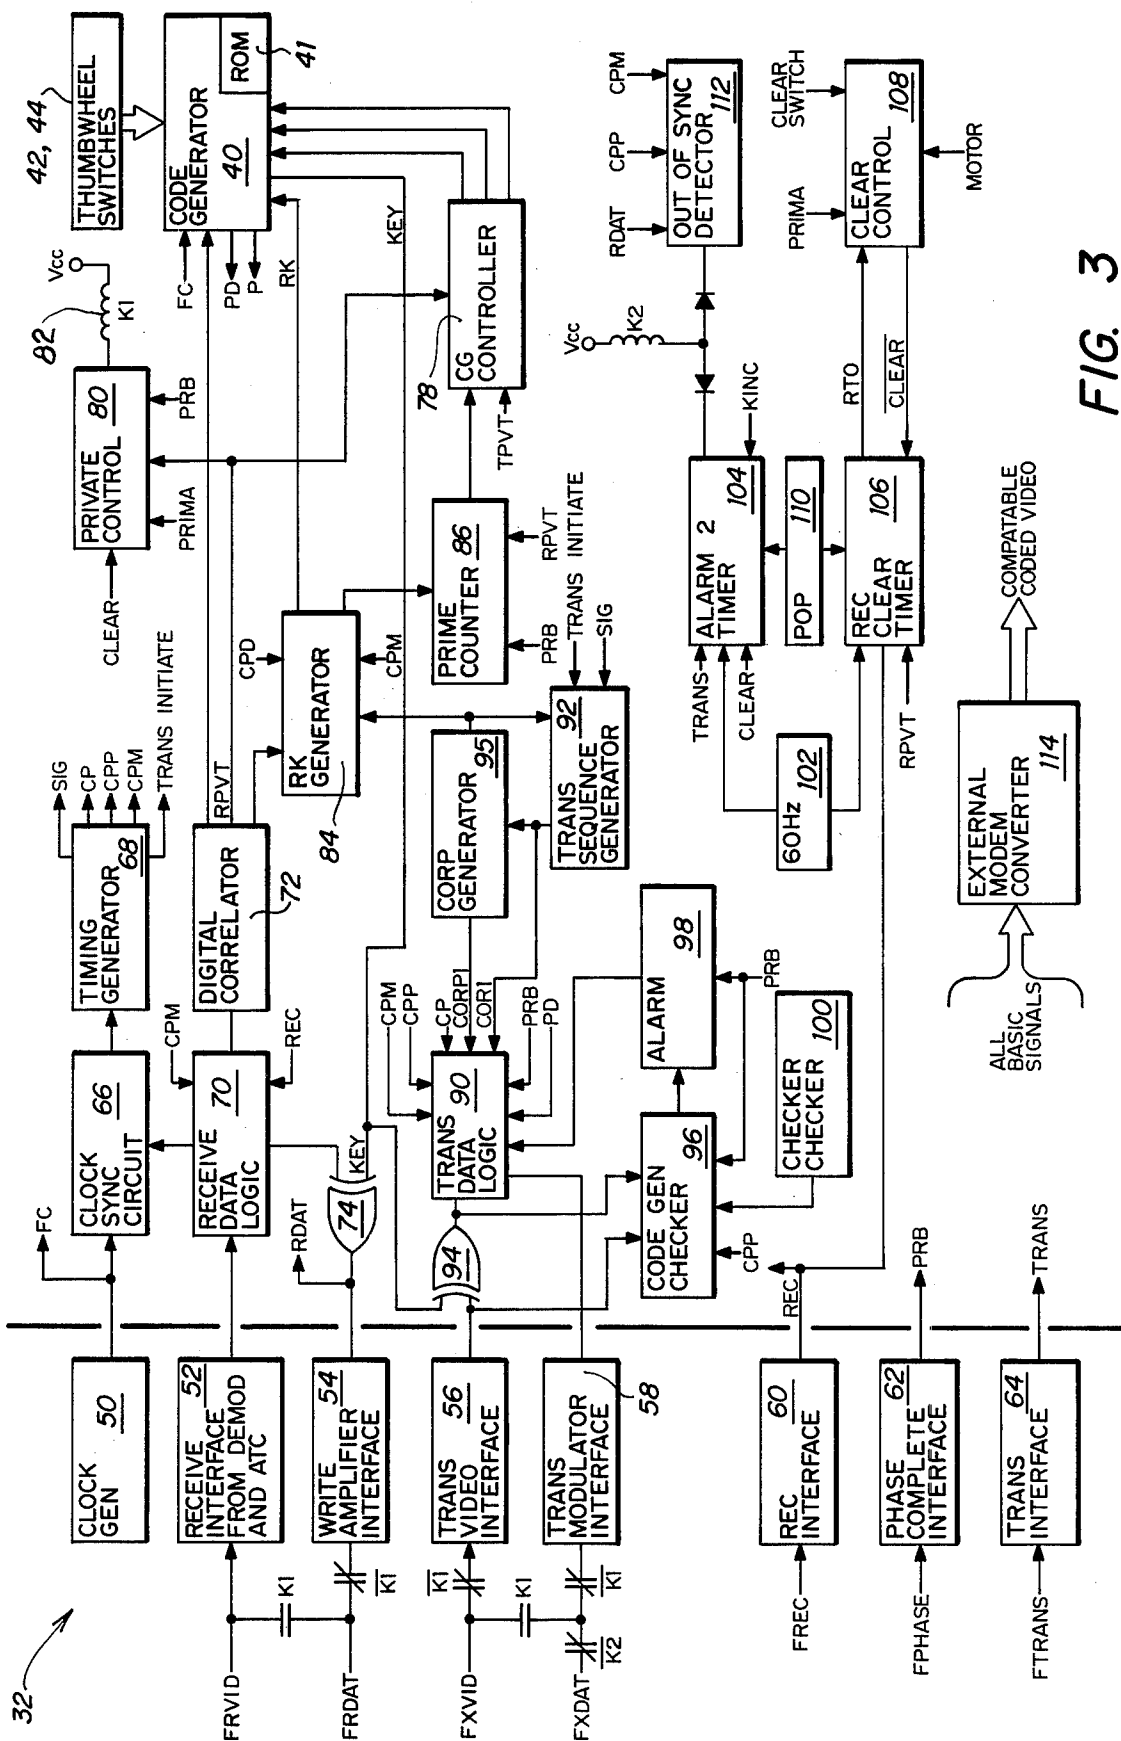 32
CLOCK
GEN
50
FC
CLOCK
SYNC
CIRCUIT
66
TIMING
GENERATOR
68
SIG
CP
CPP
CPM
TRANS INITIATE
CLEAR
PRIVATE
CONTROL
80
PRIMA
PRB
K1
82
Vcc
42, 44
THUMBWHEEL
SWITCHES
FRVID
K1
RECEIVE
INTERFACE
FROM DEMOD
AND ATC
52
RECEIVE
DATA
LOGIC
70
CPM
REC
DIGITAL
CORRELATOR
72
RPVT
FC
PD
P
CODE
GENERATOR
40
ROM
41
FRDAT
K1
WRITE
AMPLIFIER
INTERFACE
54
RDAT
74
KEY
84
RK
GENERATOR
CPD
CPM
RK
KEY
FXVID
K1
K1
TRANS
VIDEO
INTERFACE
56
94
TRANS
DATA
LOGIC
90
CPM
CPP
CP
CORP1
COR1
PRB
PD
CORP
GENERATOR
95
PRIME
COUNTER
86
PRB
RPVT
78
CG
CONTROLLER
TPVT
FXDAT
K2
K1
TRANS
MODULATOR
INTERFACE
58
TRANS
SEQUENCE
GENERATOR
92
TRANS INITIATE
SIG
CODE GEN
CHECKER
96
CPP
ALARM
98
PRB
CHECKER
CHECKER
100
60Hz
102
TRANS
CLEAR
ALARM 2
TIMER
104
KINC
Vcc
K2
RDAT
CPP
CPM
OUT OF SYNC
DETECTOR
112
POP
110
FREC
REC
INTERFACE
60
REC
RPVT
REC
CLEAR
TIMER
106
RTO
CLEAR
PRIMA
CLEAR
SWITCH
CLEAR
CONTROL
108
MOTOR
FPHASE
PHASE
COMPLETE
INTERFACE
62
PRB
FTRANS
TRANS
INTERFACE
64
TRANS
ALL
BASIC
SIGNALS
EXTERNAL
MODEM
CONVERTER
114
COMPATABLE
CODED VIDEO
FIG. 3